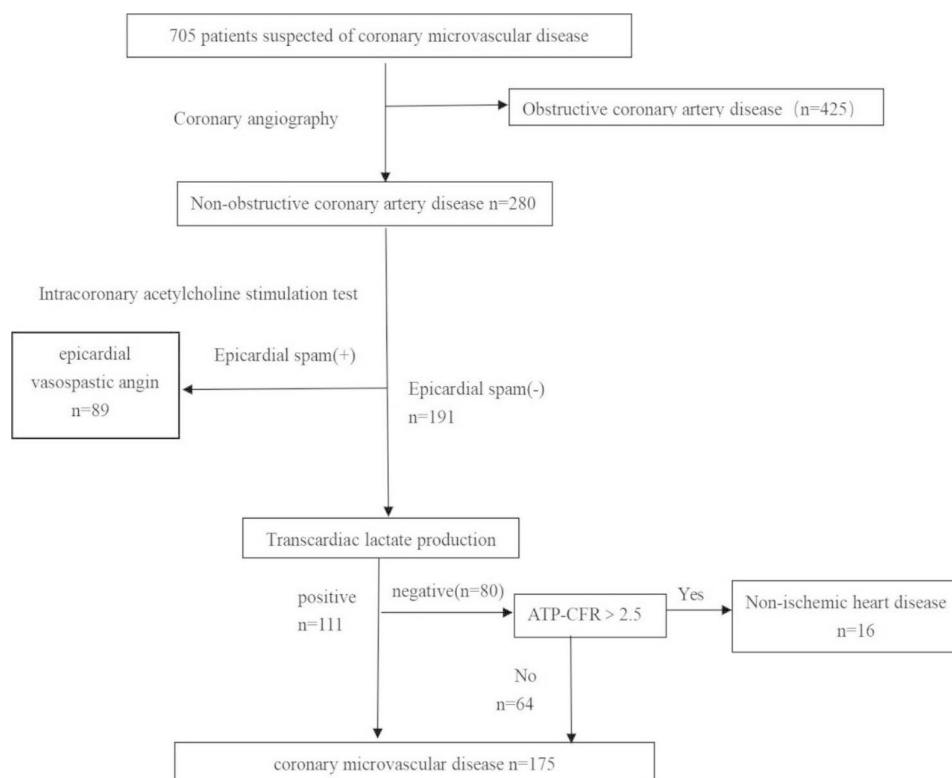 705 patients suspected of coronary microvascular disease
Coronary angiography
Obstructive coronary artery disease（n=425)
Non-obstructive coronary artery disease n=280
Intracoronary acetylcholine stimulation test
epicardial
vasospastic angin
n=89
Epicardial spam(+)
Epicardial spam(-)
n=191
Transcardiac lactate production
positive
n=111
negative(n=80)
ATP-CFR > 2.5
Yes
Non-ischemic heart disease
n=16
No
n=64
coronary microvascular disease n=175